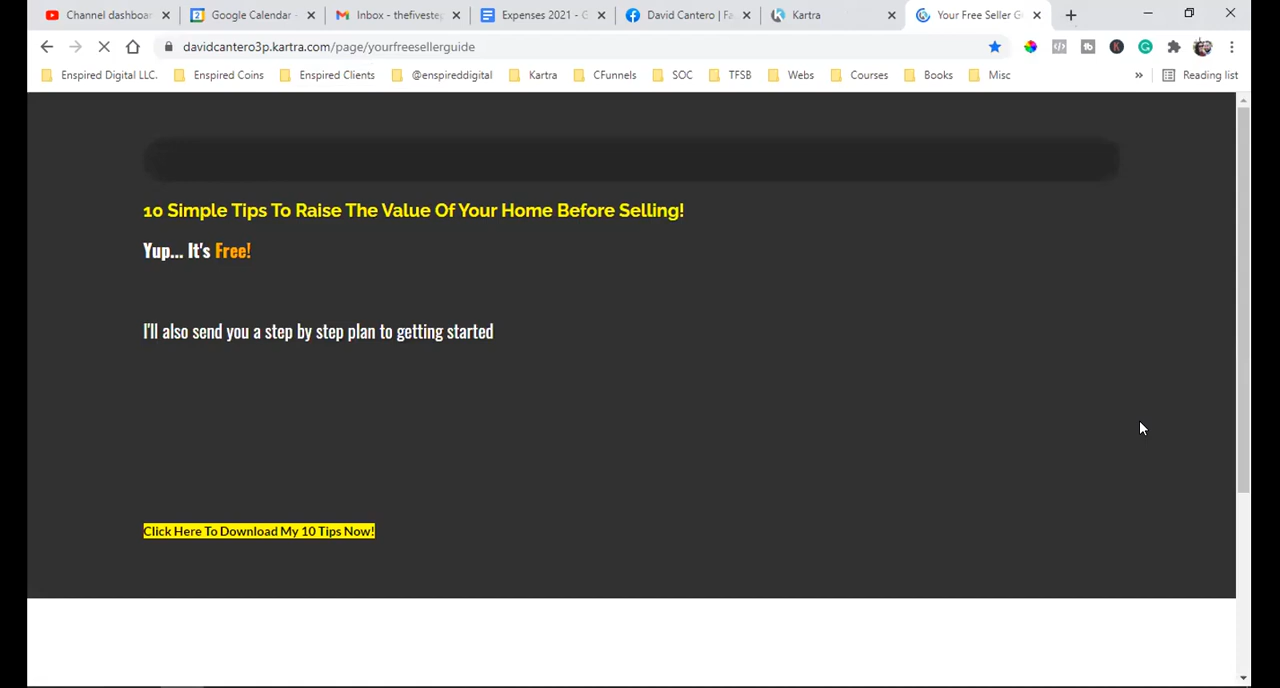 Channel dashboar
Google Calendar -
Inbox - thefivestep
Expenses 2021 - G
David Cantero | Fa
Kartra
Your Free Seller G
davidcantero3p.kartra.com/page/yourfreesellerguide
Enspired Digital LLC.
Enspired Coins
Enspired Clients
@enspireddigital
Kartra
CFunnels
SOC
TFSB
Webs
Courses
Books
Misc
»
Reading list
10 Simple Tips To Raise The Value Of Your Home Before Selling!
Yup... It's Free!
I'll also send you a step by step plan to getting started
Click Here To Download My 10 Tips Now!